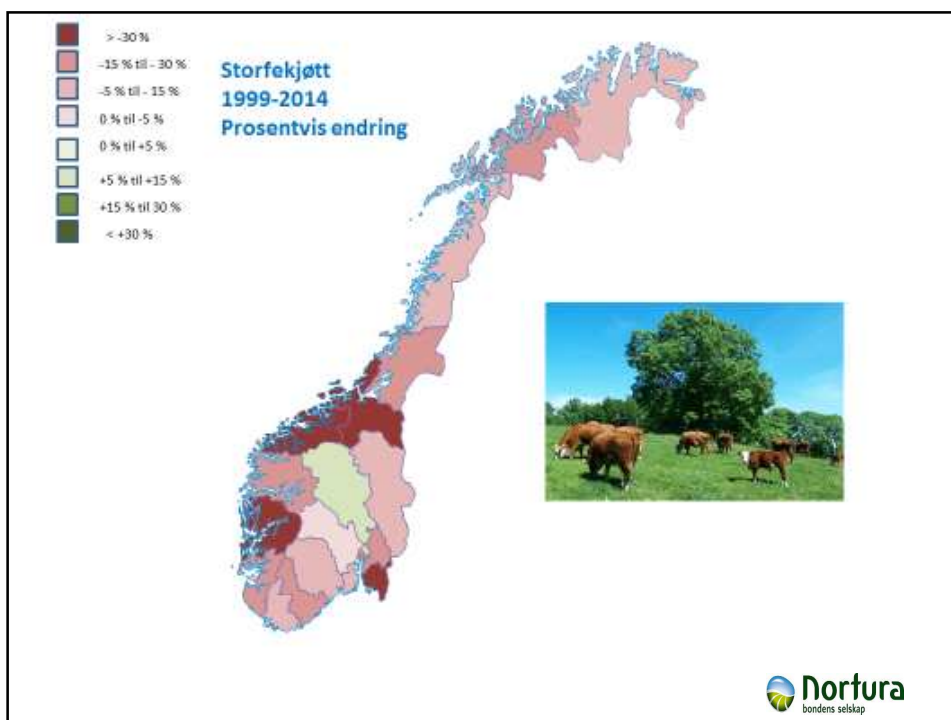 > -30 %
-15 % til - 30 %
-5 % til - 15 %
0 % til -5 %
0 % til +5 %
+5 % til +15 %
+15 % til 30 %
< +30 %
Storfekjøtt
1999-2014
Prosentvis endring
Nortura
bondens selskap